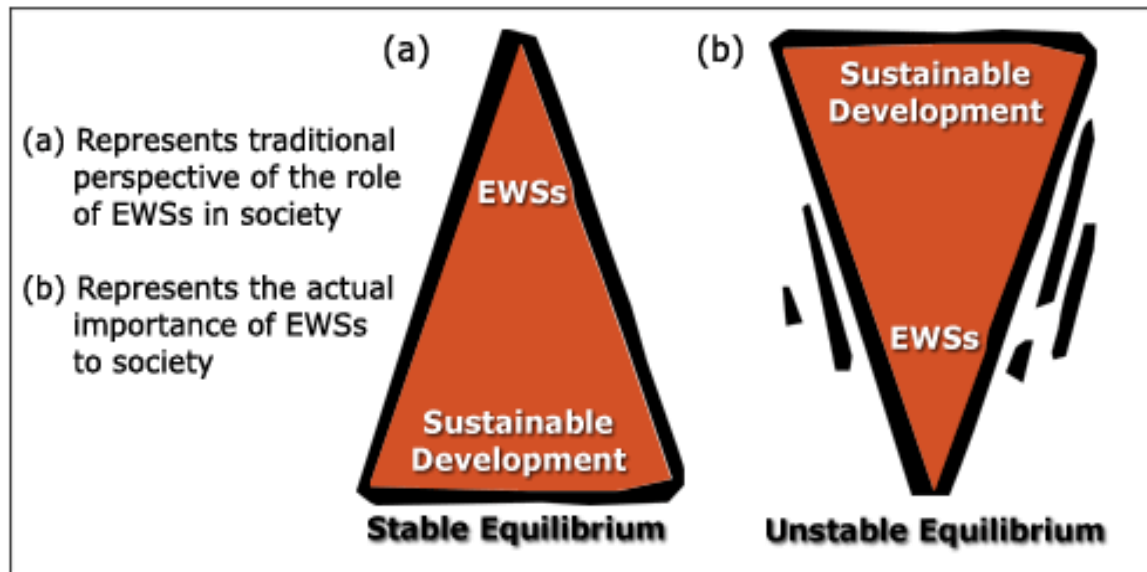 (a)
(b)
(a) Represents traditional
perspective of the role
of EWSs in society
(b) Represents the actual
importance of EWSs
to society
EWSs
Sustainable
Development
Stable Equilibrium
Sustainable
Development
EWSs
Unstable Equilibrium